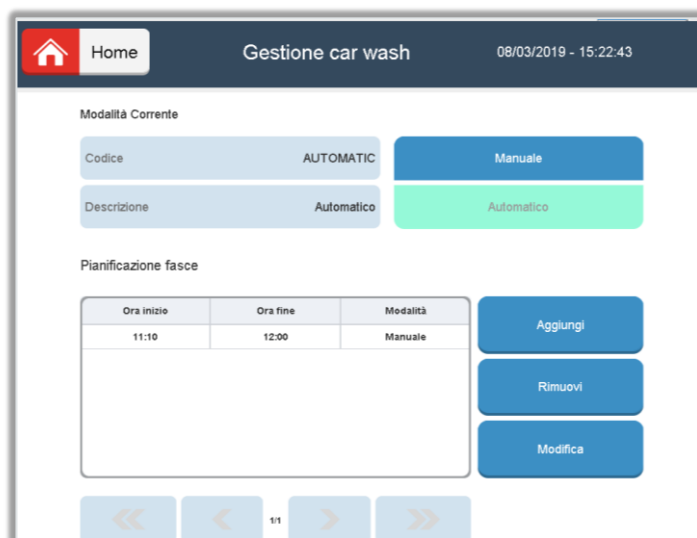 Home Gestione car wash 08/03/2019 - 15:22:43
Modalità Corrente
Codice AUTOMATIC Manuale
Descrizione Automatico Automatico
Pianificazione fasce
Ora inizio Ora fine Modalità
11:10 12:00 Manuale
Aggiungi
Rimuovi
Modifica
1/1